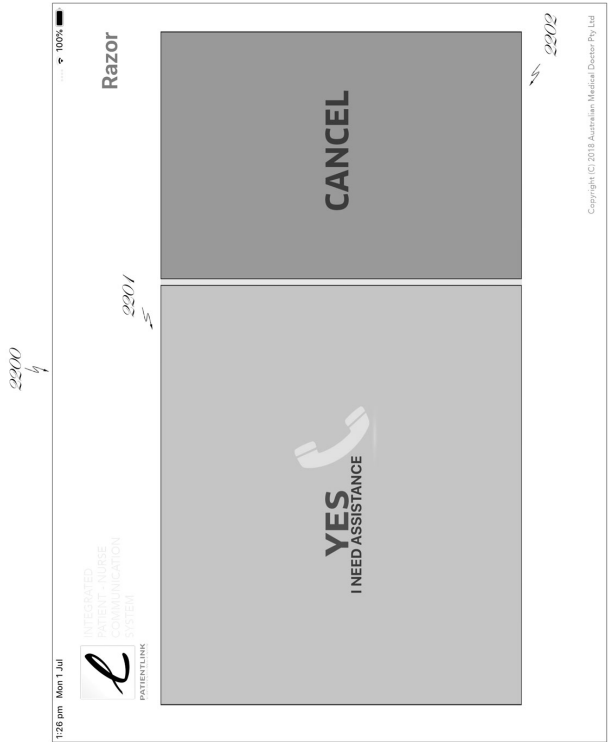 2200
1:26 pm Mon 1 Jul
100%
INTEGRATED
PATIENT - NURSE
COMMUNICATION
SYSTEM
PATIENTLINK
Razor
2201
YES
I NEED ASSISTANCE
CANCEL
2202
Copyright (C) 2018 Australian Medical Doctor Pty Ltd